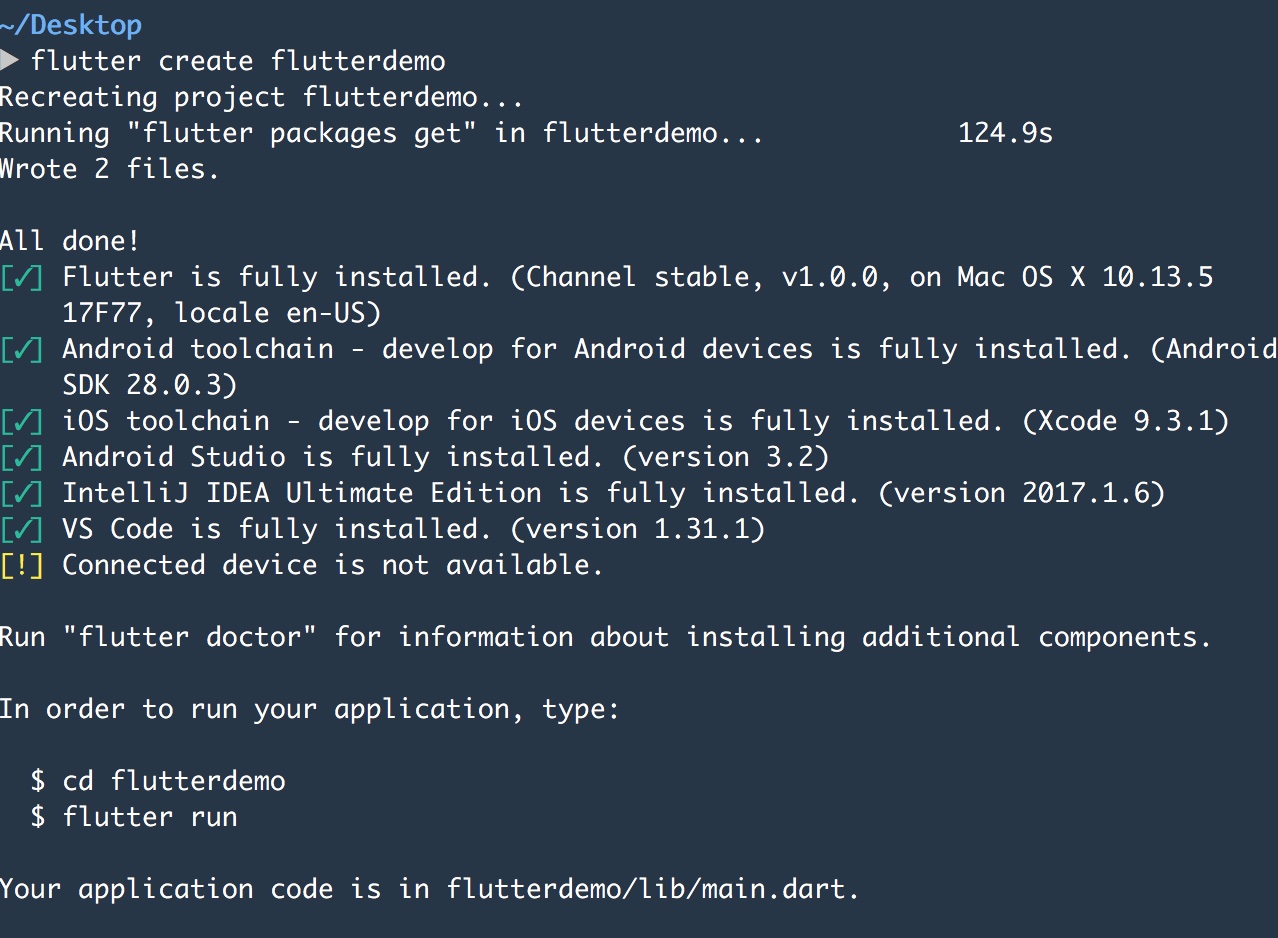 ~/Desktop
▶ flutter create flutterdemo
Recreating project flutterdemo...
Running "flutter packages get" in flutterdemo...            124.9s
Wrote 2 files.

All done!
[✓] Flutter is fully installed. (Channel stable, v1.0.0, on Mac OS X 10.13.5
    17F77, locale en-US)
[✓] Android toolchain - develop for Android devices is fully installed. (Android
    SDK 28.0.3)
[✓] iOS toolchain - develop for iOS devices is fully installed. (Xcode 9.3.1)
[✓] Android Studio is fully installed. (version 3.2)
[✓] IntelliJ IDEA Ultimate Edition is fully installed. (version 2017.1.6)
[✓] VS Code is fully installed. (version 1.31.1)
[!] Connected device is not available.

Run "flutter doctor" for information about installing additional components.

In order to run your application, type:

  $ cd flutterdemo
  $ flutter run

Your application code is in flutterdemo/lib/main.dart.